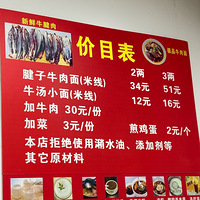 新鲜牛腱肉
价目表
极品牛肉面
2两 3两
腱子牛肉面(米线) 34元 51元
牛汤小面(米线) 12元 16元
加牛肉 30元/份
加菜 3元/份 煎鸡蛋 2元/个
本店拒绝使用潲水油、添加剂等
其它原材料